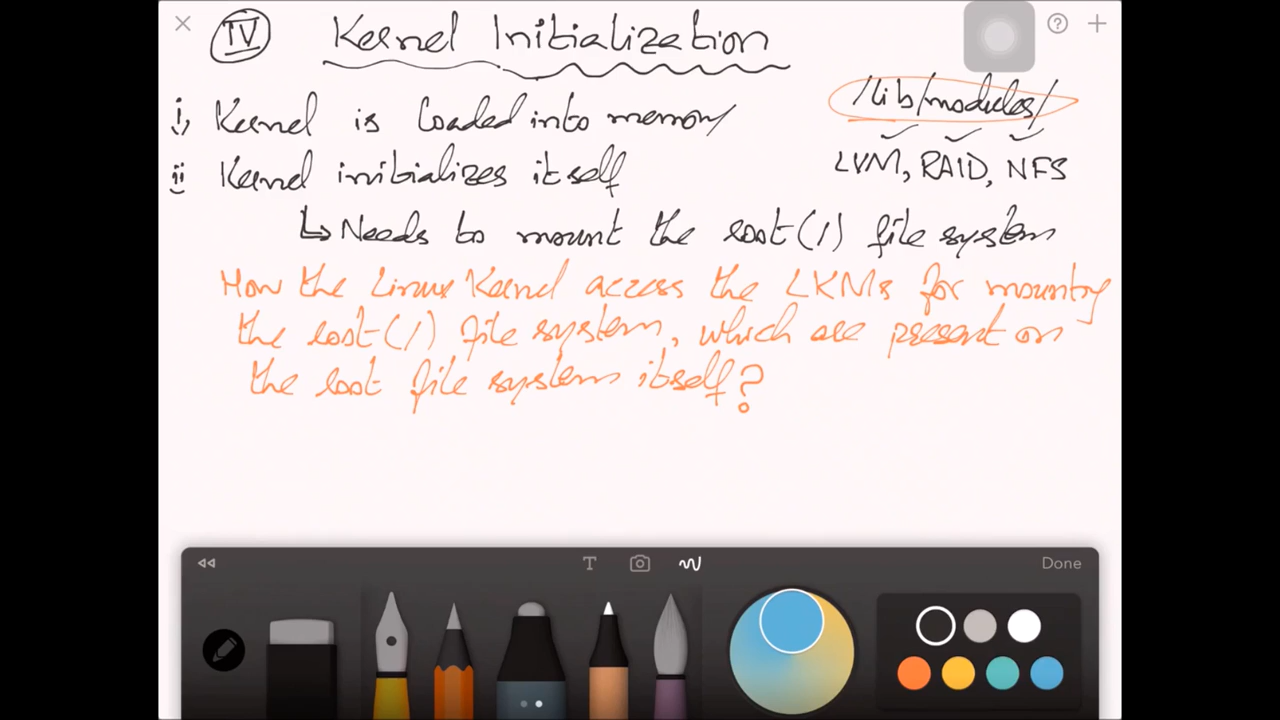 IV Kernel Initialization
/lib/modules/
i, Kernel is loaded into memory
LVM, RAID, NFS
ii Kernel initializes itself
↳ Needs to mount the root(/) file system
How the Linux Kernel access the LKMs for mounting
the root(/) file system, which are present on
the root file system itself?
T
Done